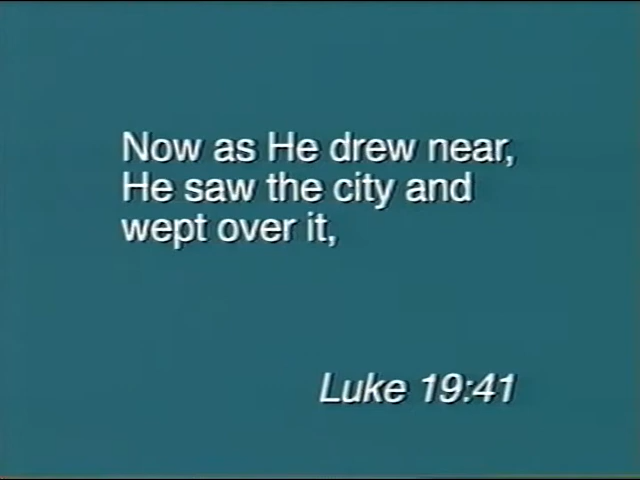 Now as He drew near,
He saw the city and
wept over it,
Luke 19:41